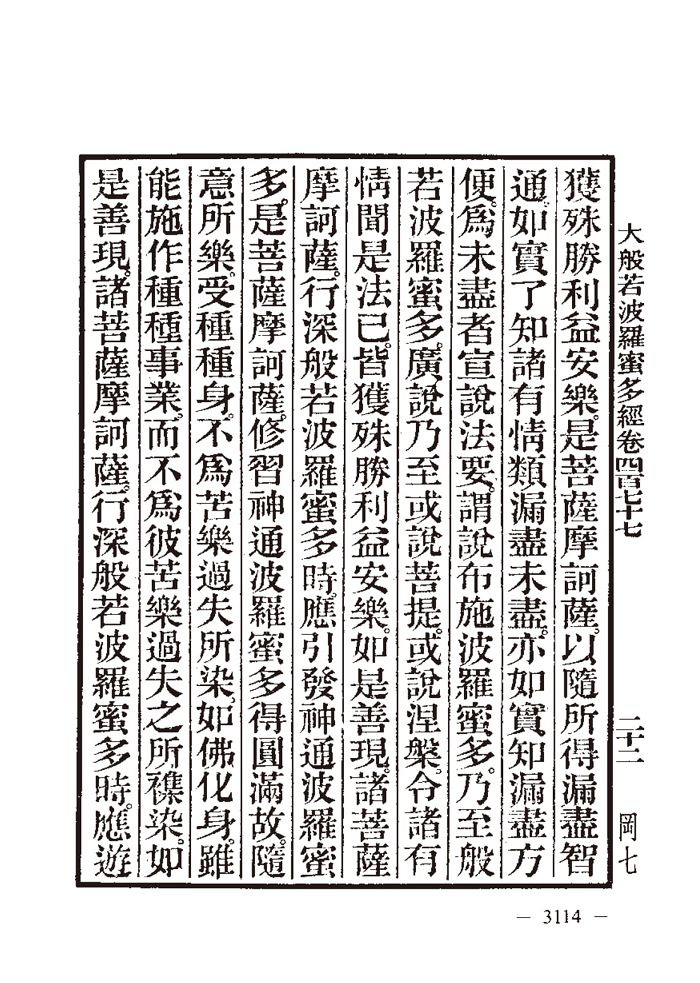 大般若波羅蜜多經卷四百七十七 二十二 岡七
獲殊勝利益安樂。是菩薩摩訶薩。以隨所得漏盡智
通。如實了知諸有情類漏盡未盡。亦如實知漏盡方
便。爲未盡者宣說法要。謂說布施波羅蜜多。乃至般
若波羅蜜多。廣說乃至或說菩提。或說涅槃。令諸有
情聞是法已。皆獲殊勝利益安樂。如是善現。諸菩薩
摩訶薩。行深般若波羅蜜多時。應引發神通波羅蜜
多。是菩薩摩訶薩。修習神通波羅蜜多得圓滿故。隨
意所樂。受種種身。不爲苦樂過失所染。如佛化身。雖
能施作種種事業。而不爲彼苦樂過失之所襍染。如
是善現。諸菩薩摩訶薩。行深般若波羅蜜多時。應遊
— 3114 —